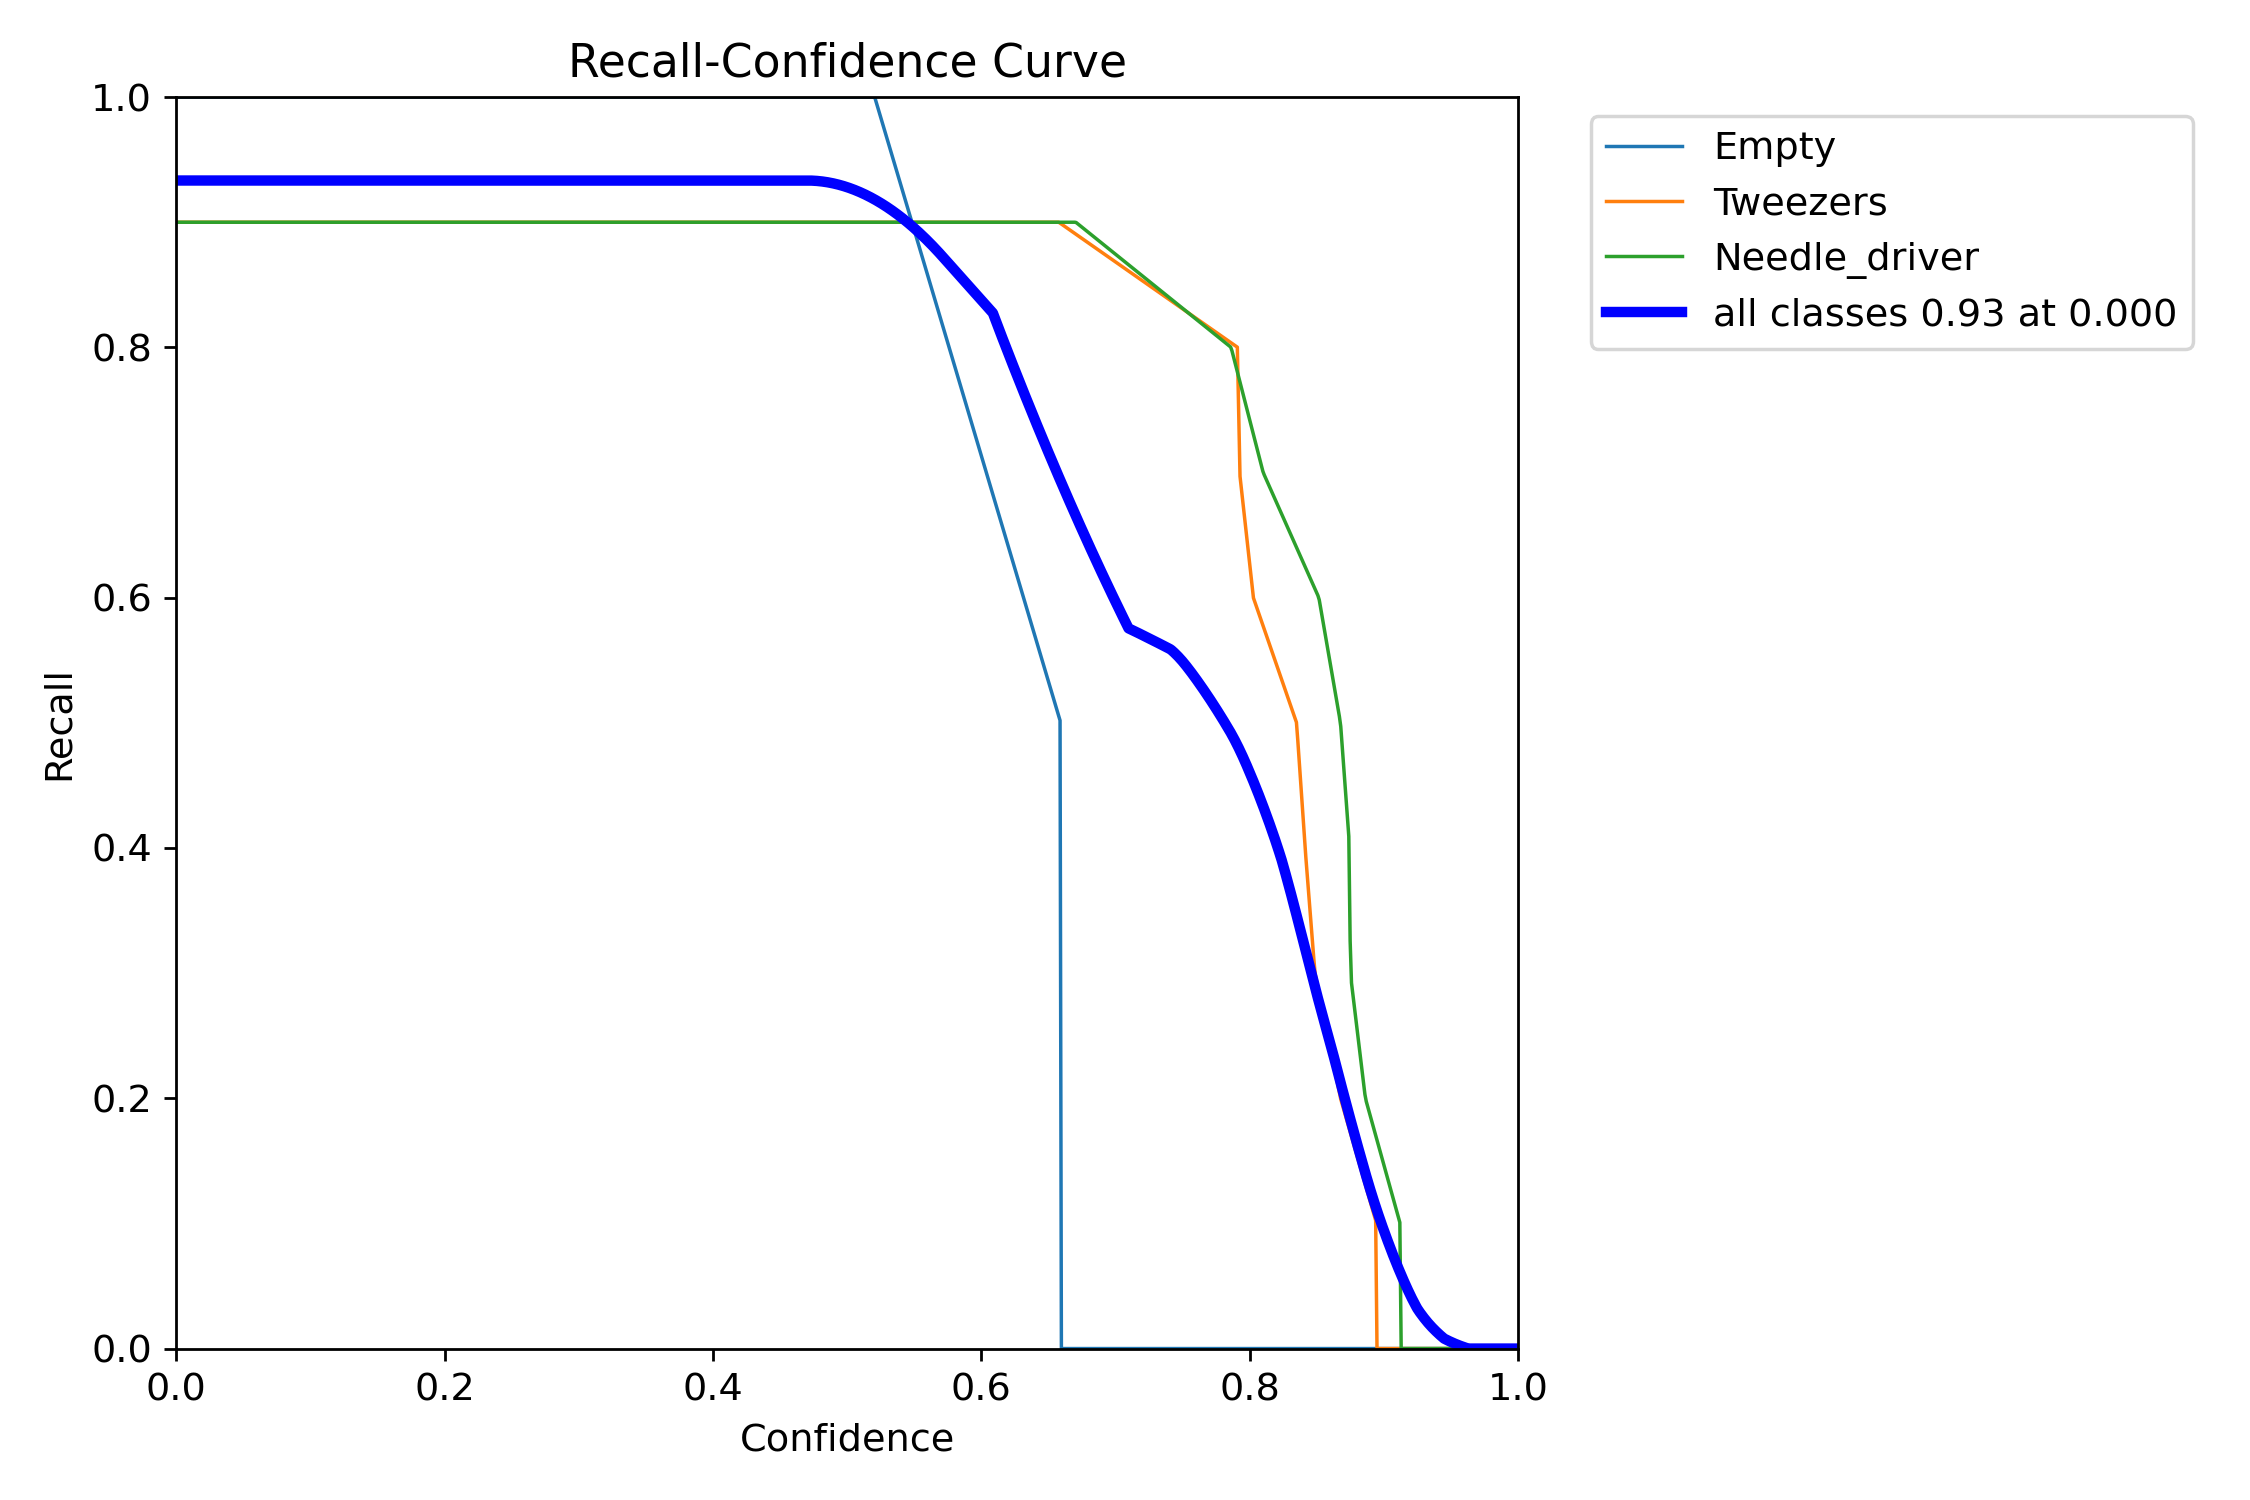 Recall-Confidence Curve
1.0
0.8
0.6
0.4
0.2
0.0
Recall
0.0 0.2 0.4 0.6 0.8 1.0
Confidence
Empty
Tweezers
Needle_driver
all classes 0.93 at 0.000